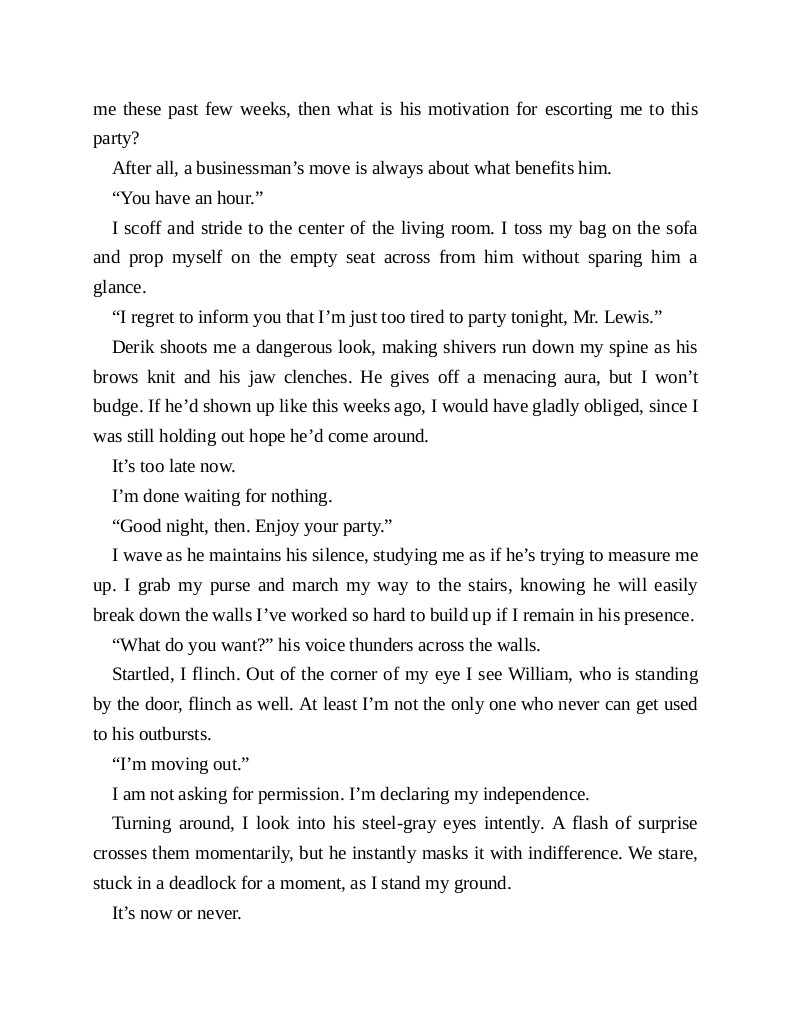 me these past few weeks, then what is his motivation for escorting me to this
party?
After all, a businessman’s move is always about what benefits him.
“You have an hour.”
I scoff and stride to the center of the living room. I toss my bag on the sofa
and prop myself on the empty seat across from him without sparing him a
glance.
“I regret to inform you that I’m just too tired to party tonight, Mr. Lewis.”
Derik shoots me a dangerous look, making shivers run down my spine as his
brows knit and his jaw clenches. He gives off a menacing aura, but I won’t
budge. If he’d shown up like this weeks ago, I would have gladly obliged, since I
was still holding out hope he’d come around.
It’s too late now.
I’m done waiting for nothing.
“Good night, then. Enjoy your party.”
I wave as he maintains his silence, studying me as if he’s trying to measure me
up. I grab my purse and march my way to the stairs, knowing he will easily
break down the walls I’ve worked so hard to build up if I remain in his presence.
“What do you want?” his voice thunders across the walls.
Startled, I flinch. Out of the corner of my eye I see William, who is standing
by the door, flinch as well. At least I’m not the only one who never can get used
to his outbursts.
“I’m moving out.”
I am not asking for permission. I’m declaring my independence.
Turning around, I look into his steel-gray eyes intently. A flash of surprise
crosses them momentarily, but he instantly masks it with indifference. We stare,
stuck in a deadlock for a moment, as I stand my ground.
It’s now or never.